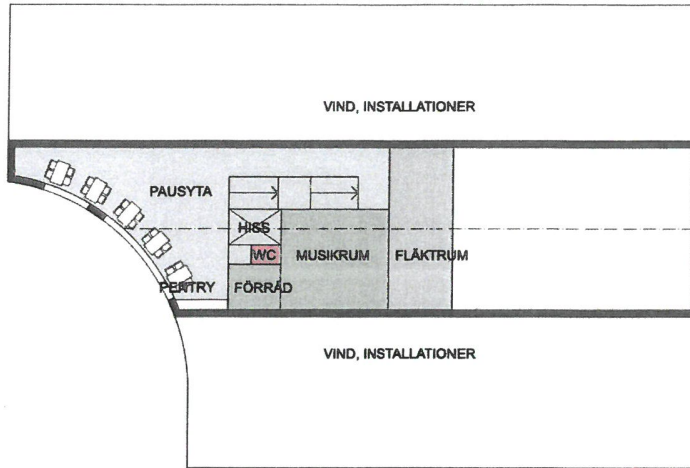 VIND, INSTALLATIONER
PAUSYTA
HISS
WC
MUSIKRUM
FLÄKTRUM
PENTRY
FÖRRÅD
VIND, INSTALLATIONER